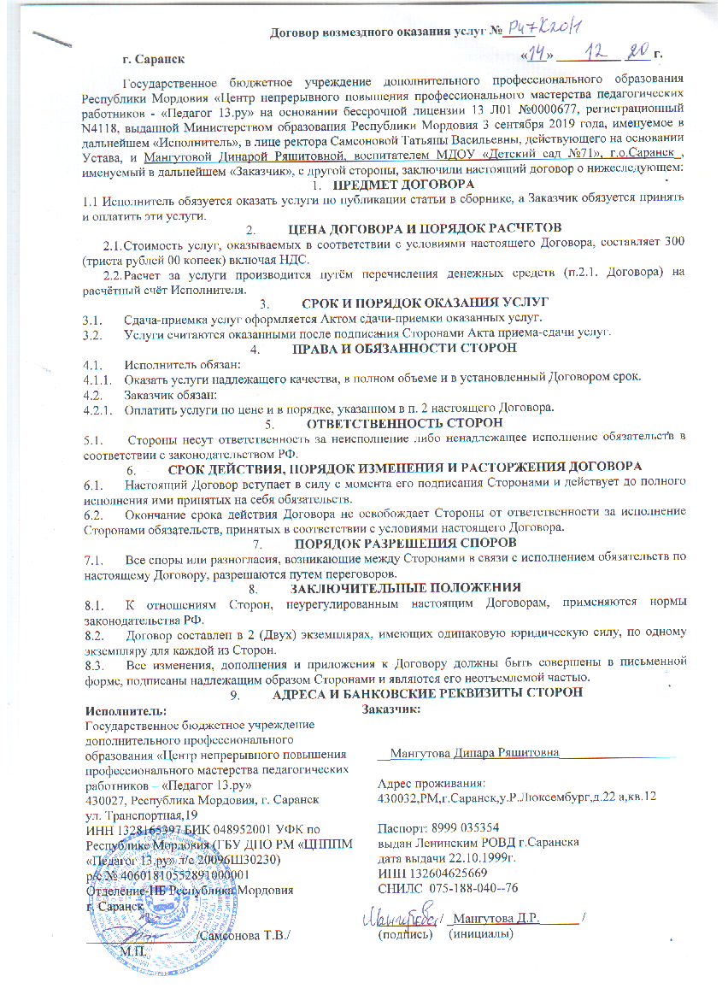 Договор возмездного оказания услуг № Р47К20/1
г. Саранск «14» 12 20 г.
Государственное бюджетное учреждение дополнительного профессионального образования
Республики Мордовия «Центр непрерывного повышения профессионального мастерства педагогических
работников - «Педагог 13.ру» на основании бессрочной лицензии 13 Л01 №0000677, регистрационный
N4118, выданной Министерством образования Республики Мордовия 3 сентября 2019 года, именуемое в
дальнейшем «Исполнитель», в лице ректора Самсоновой Татьяны Васильевны, действующего на основании
Устава, и Мангутовой Динарой Ряшитовной, воспитателем МДОУ «Детский сад №71», г.о.Саранск ,
именуемый в дальнейшем «Заказчик», с другой стороны, заключили настоящий договор о нижеследующем:
1. ПРЕДМЕТ ДОГОВОРА
1.1 Исполнитель обязуется оказать услуги по публикации статьи в сборнике, а Заказчик обязуется принять
и оплатить эти услуги.
2. ЦЕНА ДОГОВОРА И ПОРЯДОК РАСЧЕТОВ
2.1.Стоимость услуг, оказываемых в соответствии с условиями настоящего Договора, составляет 300
(триста рублей 00 копеек) включая НДС.
2.2.Расчет за услуги производится путём перечисления денежных средств (п.2.1. Договора) на
расчётный счёт Исполнителя.
3. СРОК И ПОРЯДОК ОКАЗАНИЯ УСЛУГ
3.1. Сдача-приемка услуг оформляется Актом сдачи-приемки оказанных услуг.
3.2. Услуги считаются оказанными после подписания Сторонами Акта приема-сдачи услуг.
4. ПРАВА И ОБЯЗАННОСТИ СТОРОН
4.1. Исполнитель обязан:
4.1.1. Оказать услуги надлежащего качества, в полном объеме и в установленный Договором срок.
4.2. Заказчик обязан:
4.2.1. Оплатить услуги по цене и в порядке, указанном в п. 2 настоящего Договора.
5. ОТВЕТСТВЕННОСТЬ СТОРОН
5.1. Стороны несут ответственность за неисполнение либо ненадлежащее исполнение обязательств в
соответствии с законодательством РФ.
6. СРОК ДЕЙСТВИЯ, ПОРЯДОК ИЗМЕНЕНИЯ И РАСТОРЖЕНИЯ ДОГОВОРА
6.1. Настоящий Договор вступает в силу с момента его подписания Сторонами и действует до полного
исполнения ими принятых на себя обязательств.
6.2. Окончание срока действия Договора не освобождает Стороны от ответственности за исполнение
Сторонами обязательств, принятых в соответствии с условиями настоящего Договора.
7. ПОРЯДОК РАЗРЕШЕНИЯ СПОРОВ
7.1. Все споры или разногласия, возникающие между Сторонами в связи с исполнением обязательств по
настоящему Договору, разрешаются путем переговоров.
8. ЗАКЛЮЧИТЕЛЬНЫЕ ПОЛОЖЕНИЯ
8.1. К отношениям Сторон, неурегулированным настоящим Договорам, применяются нормы
законодательства РФ.
8.2. Договор составлен в 2 (Двух) экземплярах, имеющих одинаковую юридическую силу, по одному
экземпляру для каждой из Сторон.
8.3. Все изменения, дополнения и приложения к Договору должны быть совершены в письменной
форме, подписаны надлежащим образом Сторонами и являются его неотъемлемой частью.
9. АДРЕСА И БАНКОВСКИЕ РЕКВИЗИТЫ СТОРОН
Исполнитель:
Государственное бюджетное учреждение
дополнительного профессионального
образования «Центр непрерывного повышения
профессионального мастерства педагогических
работников – «Педагог 13.ру»
430027, Республика Мордовия, г. Саранск
ул. Транспортная,19
ИНН 1328165397 БИК 048952001 УФК по
Республике Мордовия (ГБУ ДПО РМ «ЦНППМ
«Педагог 13.ру» л/с 20096Ш30230)
р/с № 40601810552891000001
Отделение-НБ Республика Мордовия
г. Саранск
/Самсонова Т.В./
М.П.
Заказчик:
Мангутова Динара Ряшитовна
Адрес проживания:
430032,РМ,г.Саранск,у.Р.Люксембург,д.22 а,кв.12
Паспорт: 8999 035354
выдан Ленинским РОВД г.Саранска
дата выдачи 22.10.1999г.
ИНН 132604625669
СНИЛС 075-188-040--76
Мангутова / Мангутова Д.Р. /
(подпись) (инициалы)